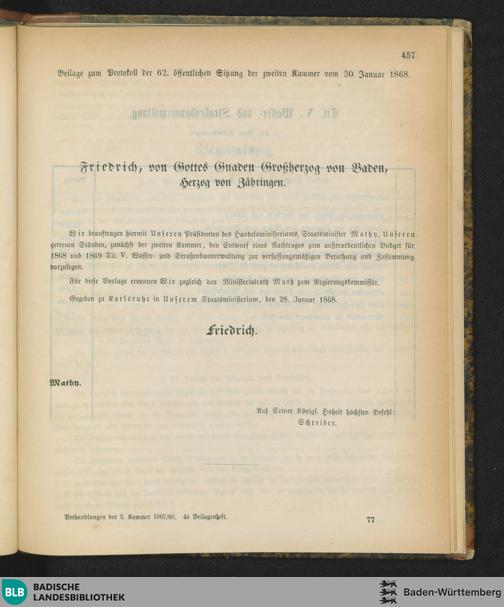 457
Beilage zum Protokoll der 62. öffentlichen Sitzung der zweiten Kammer vom 30. Januar 1868.
Friedrich, von Gottes Gnaden Großherzog von Baden,
Herzog von Zähringen.
Wir beauftragen hiermit Unseren Präsidenten des Handelsministeriums, Staatsminister Mathy, Unseren
getreuen Ständen, zunächst der zweiten Kammer, den Entwurf eines Nachtrages zum außerordentlichen Budget für
1868 und 1869 Tit. V. Wasser- und Straßenbauverwaltung zur verfassungsmäßigen Berathung und Zustimmung
vorzulegen.
Für diese Vorlage ernennen Wir zugleich den Ministerialrath Muth zum Regierungskommissär.
Gegeben zu Karlsruhe in Unserem Staatsministerium, den 28. Januar 1868.
Friedrich.
Mathy.
Auf Seiner Königl. Hoheit höchsten Befehl:
Schreiber.
Verhandlungen der 2. Kammer 1867/68. 4s Beilagenheft.
77
BLB BADISCHE
LANDESBIBLIOTHEK
Baden-Württemberg